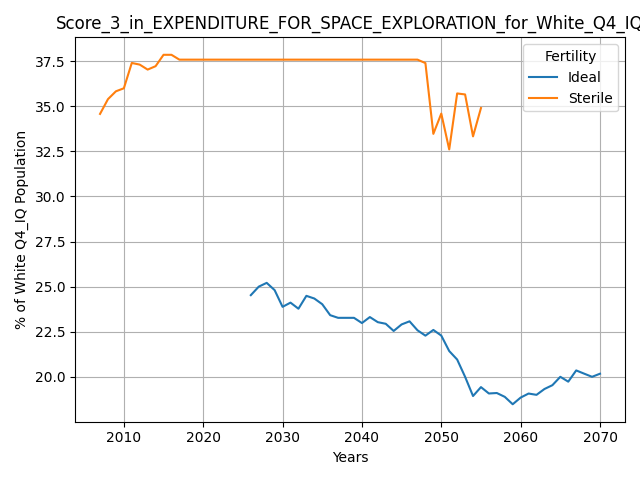 Score_3_in_EXPENDITURE_FOR_SPACE_EXPLORATION_for_White_Q4_IQ
Fertility
Ideal
Sterile
37.5
35.0
32.5
30.0
27.5
25.0
22.5
20.0
% of White Q4_IQ Population
2010 2020 2030 2040 2050 2060 2070
Years